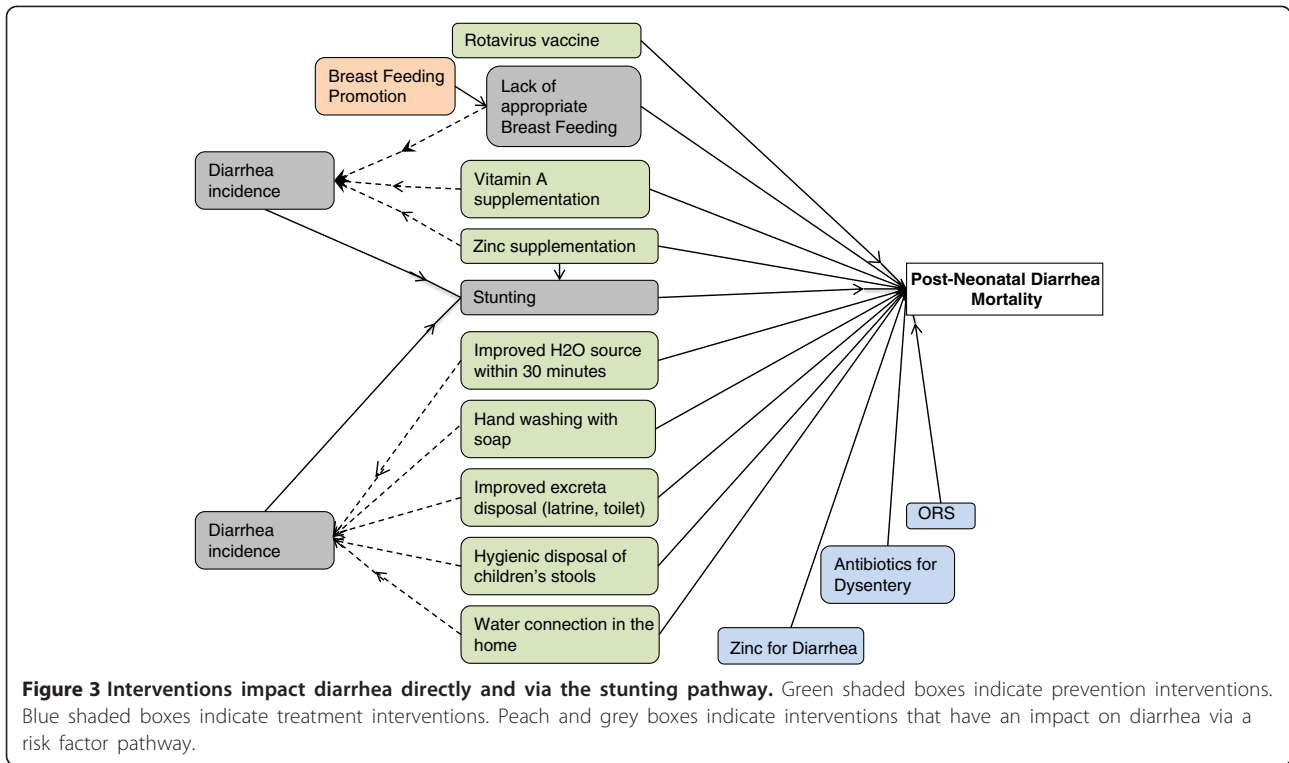 Rotavirus vaccine
Breast Feeding
Promotion
Lack of
appropriate
Breast Feeding
Diarrhea
incidence
Vitamin A
supplementation
Zinc supplementation
Stunting
Post-Neonatal Diarrhea
Mortality
Improved H2O source
within 30 minutes
Hand washing with
soap
Improved excreta
disposal (latrine, toilet)
Diarrhea
incidence
Hygienic disposal of
children's stools
Water connection in the
home
ORS
Antibiotics for
Dysentery
Zinc for Diarrhea
Figure 3 Interventions impact diarrhea directly and via the stunting pathway. Green shaded boxes indicate prevention interventions.
Blue shaded boxes indicate treatment interventions. Peach and grey boxes indicate interventions that have an impact on diarrhea via a
risk factor pathway.